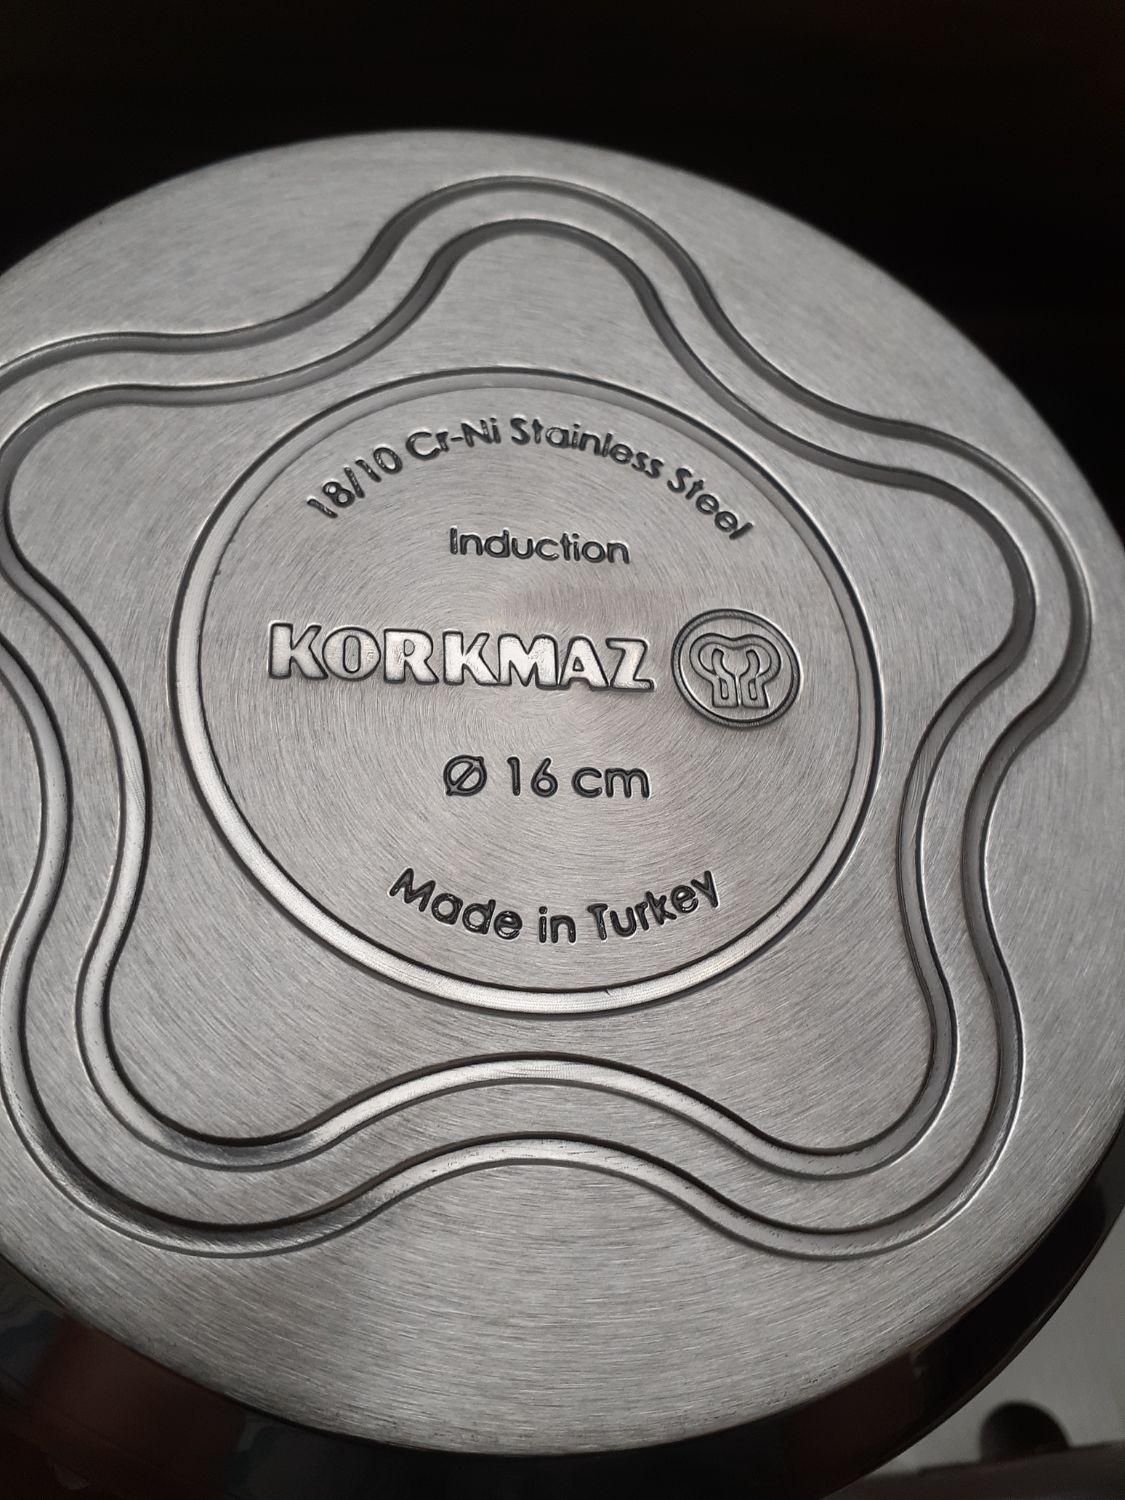 18/10 Cr-Ni Stainless Steel
Induction
KORKMAZ
Ø 16 cm
Made in Turkey